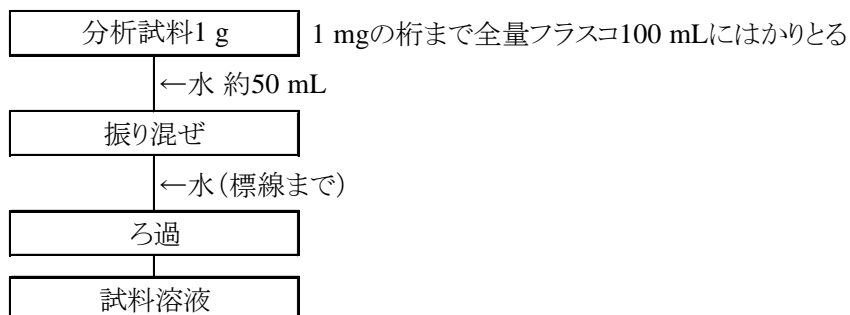 分析試料1 g 1 mgの桁まで全量フラスコ100 mLにはかりとる
←水 約50 mL
振り混ぜ
←水（標線まで）
ろ過
試料溶液